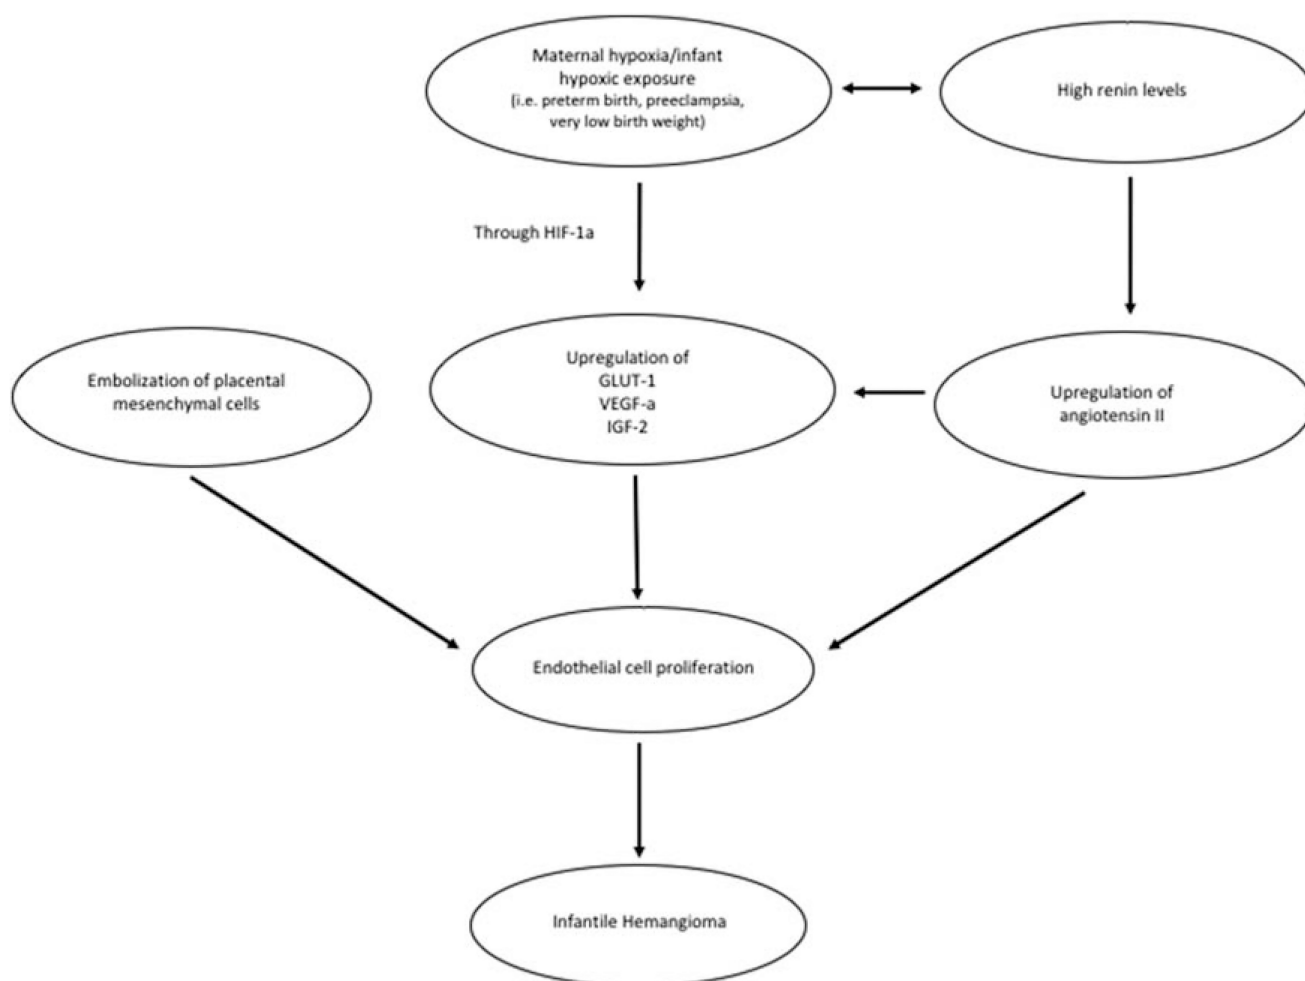 Maternal hypoxia/infant
hypoxic exposure
(i.e. preterm birth, preeclampsia,
very low birth weight)
High renin levels
Through HIF-1a
Embolization of placental
mesenchymal cells
Upregulation of
GLUT-1
VEGF-a
IGF-2
Upregulation of
angiotensin II
Endothelial cell proliferation
Infantile Hemangioma